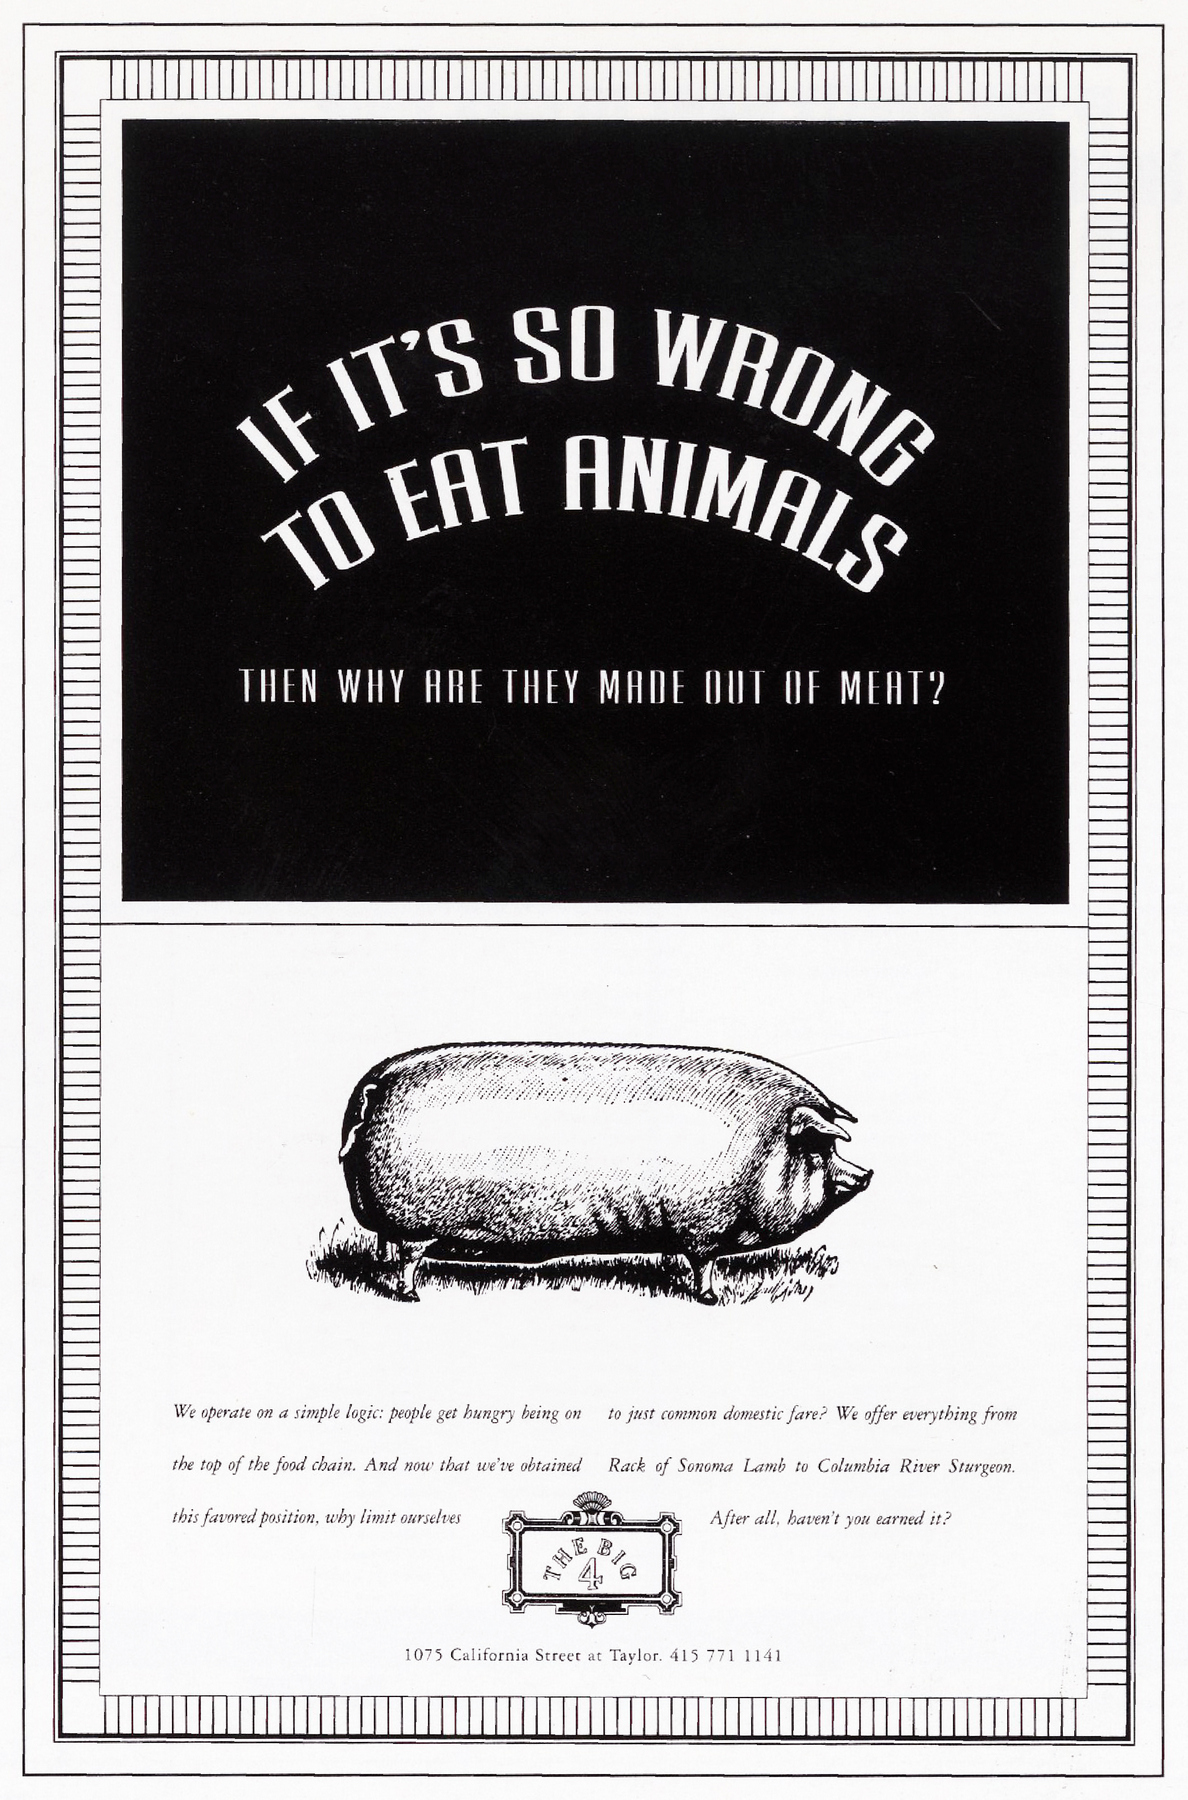 IF IT'S SO WRONG
TO EAT ANIMALS
THEN WHY ARE THEY MADE OUT OF MEAT?
We operate on a simple logic: people get hungry being on
the top of the food chain. And now that we've obtained
this favored position, why limit ourselves
to just common domestic fare? We offer everything from
Rack of Sonoma Lamb to Columbia River Sturgeon.
After all, haven't you earned it?
THE BIG
4
1075 California Street at Taylor. 415 771 1141